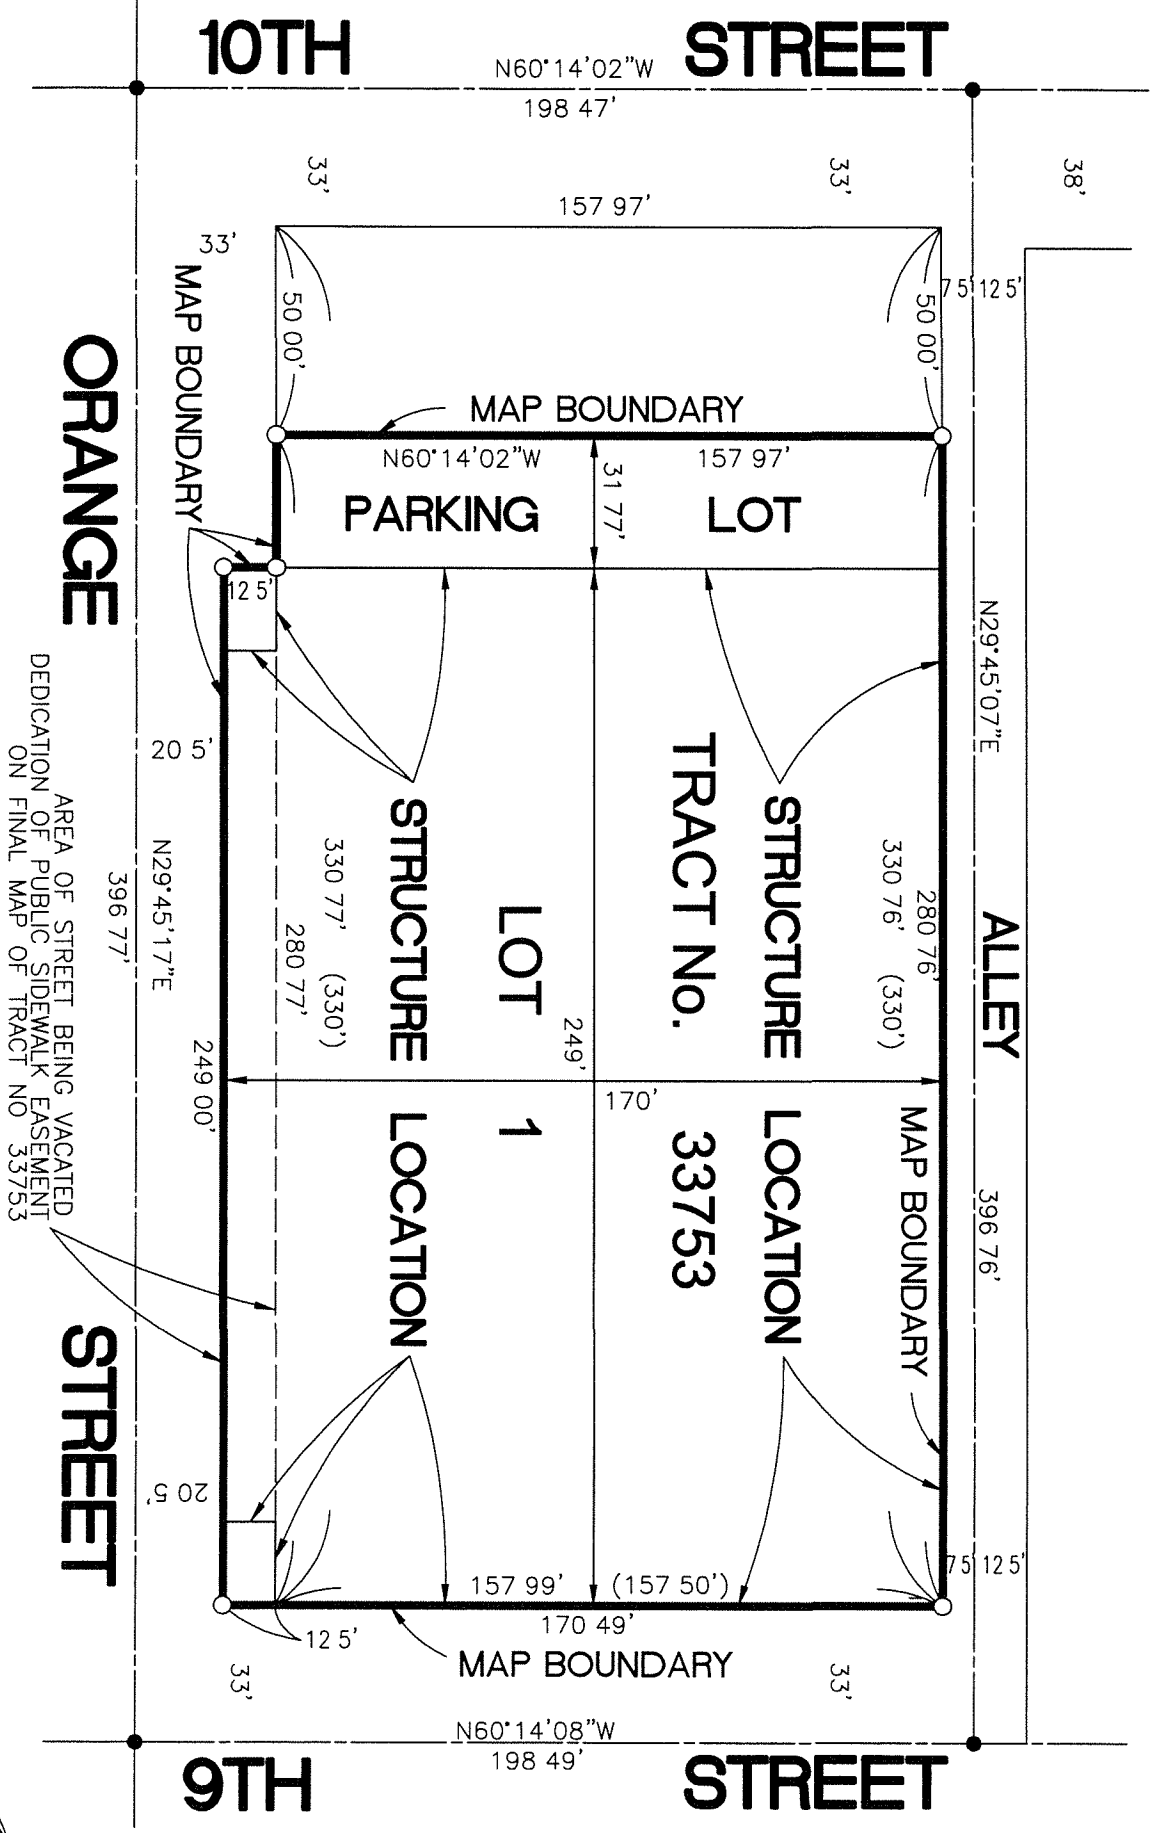 10TH STREET
N60°14'02"W
198 47'
33'
33'
38'
157 97'
33'
50 00'
50 00'
7 5'
12 5'
MAP BOUNDARY
MAP BOUNDARY
N60°14'02"W
157 97'
31 77'
PARKING LOT
12 5'
ORANGE STREET
20 5'
N29°45'17"E
396 77'
249 00'
AREA OF STREET BEING VACATED
DEDICATION OF PUBLIC SIDEWALK EASEMENT
ON FINAL MAP OF TRACT NO 33753
STRUCTURE LOCATION
330 77' (330')
280 77'
LOT 1
249'
170'
TRACT No. 33753
STRUCTURE LOCATION
330 76' (330')
280 76'
MAP BOUNDARY
N29°45'07"E
ALLEY
396 76'
20 5'
7 5'
12 5'
157 99'
(157 50')
170 49'
12 5'
MAP BOUNDARY
33'
33'
N60°14'08"W
198 49'
9TH STREET